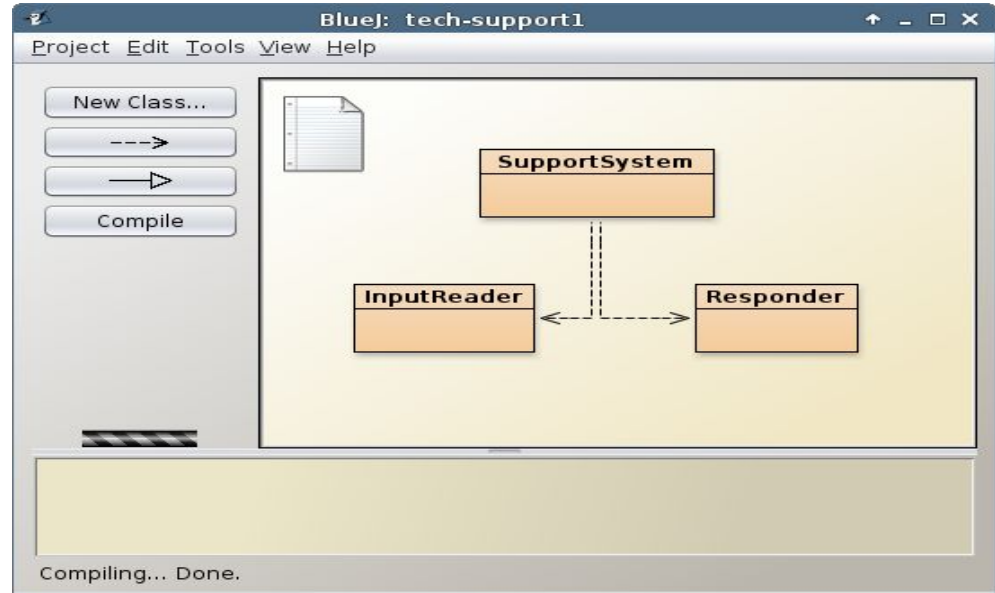 BlueJ: tech-support1
Project Edit Tools View Help
New Class...
Compile
SupportSystem
InputReader
Responder
Compiling... Done.